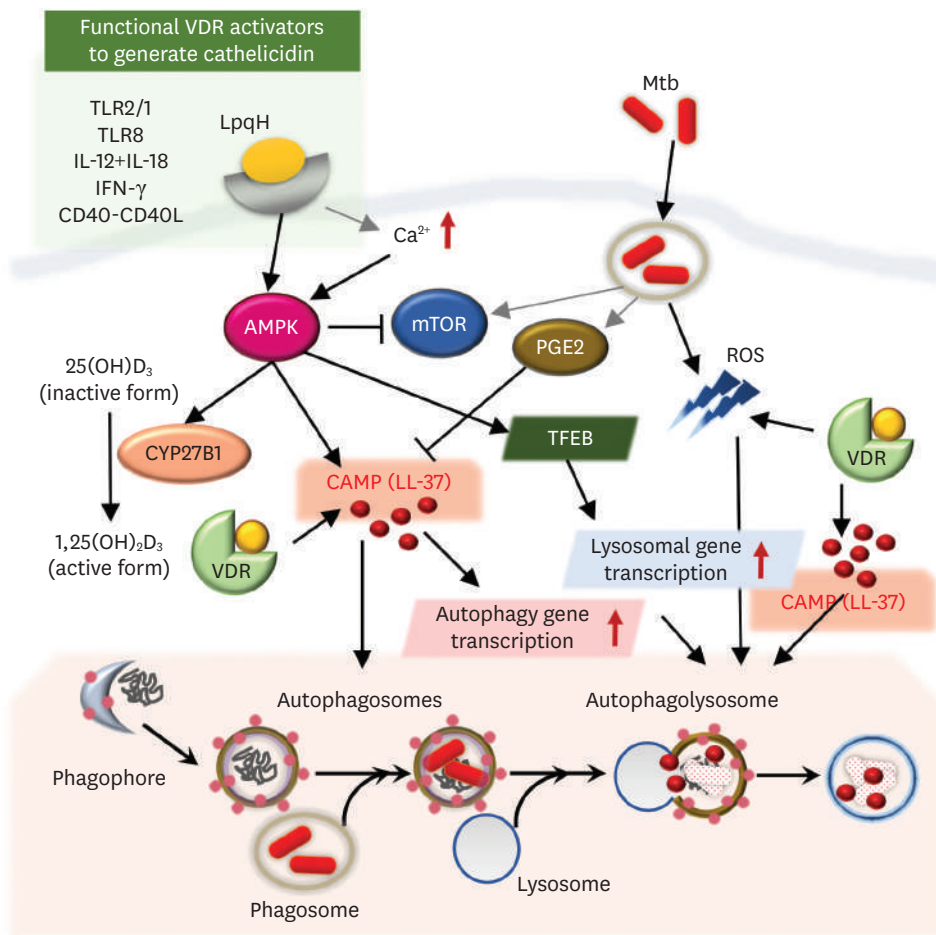 Functional VDR activators
to generate cathelicidin
TLR2/1
TLR8
IL-12+IL-18
IFN-γ
CD40-CD40L
LpqH
Ca²⁺
Mtb
AMPK
mTOR
PGE2
ROS
25(OH)D₃
(inactive form)
CYP27B1
TFEB
VDR
CAMP (LL-37)
1,25(OH)₂D₃
(active form)
VDR
Lysosomal gene
transcription
CAMP (LL-37)
Autophagy gene
transcription
Autophagosomes
Autophagolysosome
Phagophore
Lysosome
Phagosome